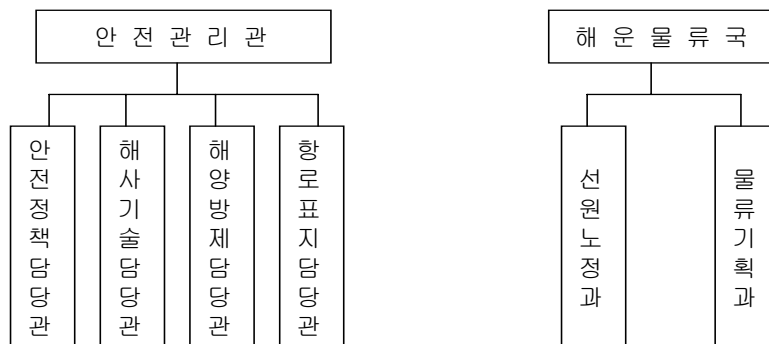 안 전 관 리 관
해 운 물 류 국
안전정책담당관
해사기술담당관
해양방제담당관
항로표지담당관
선원노정과
물류기획과